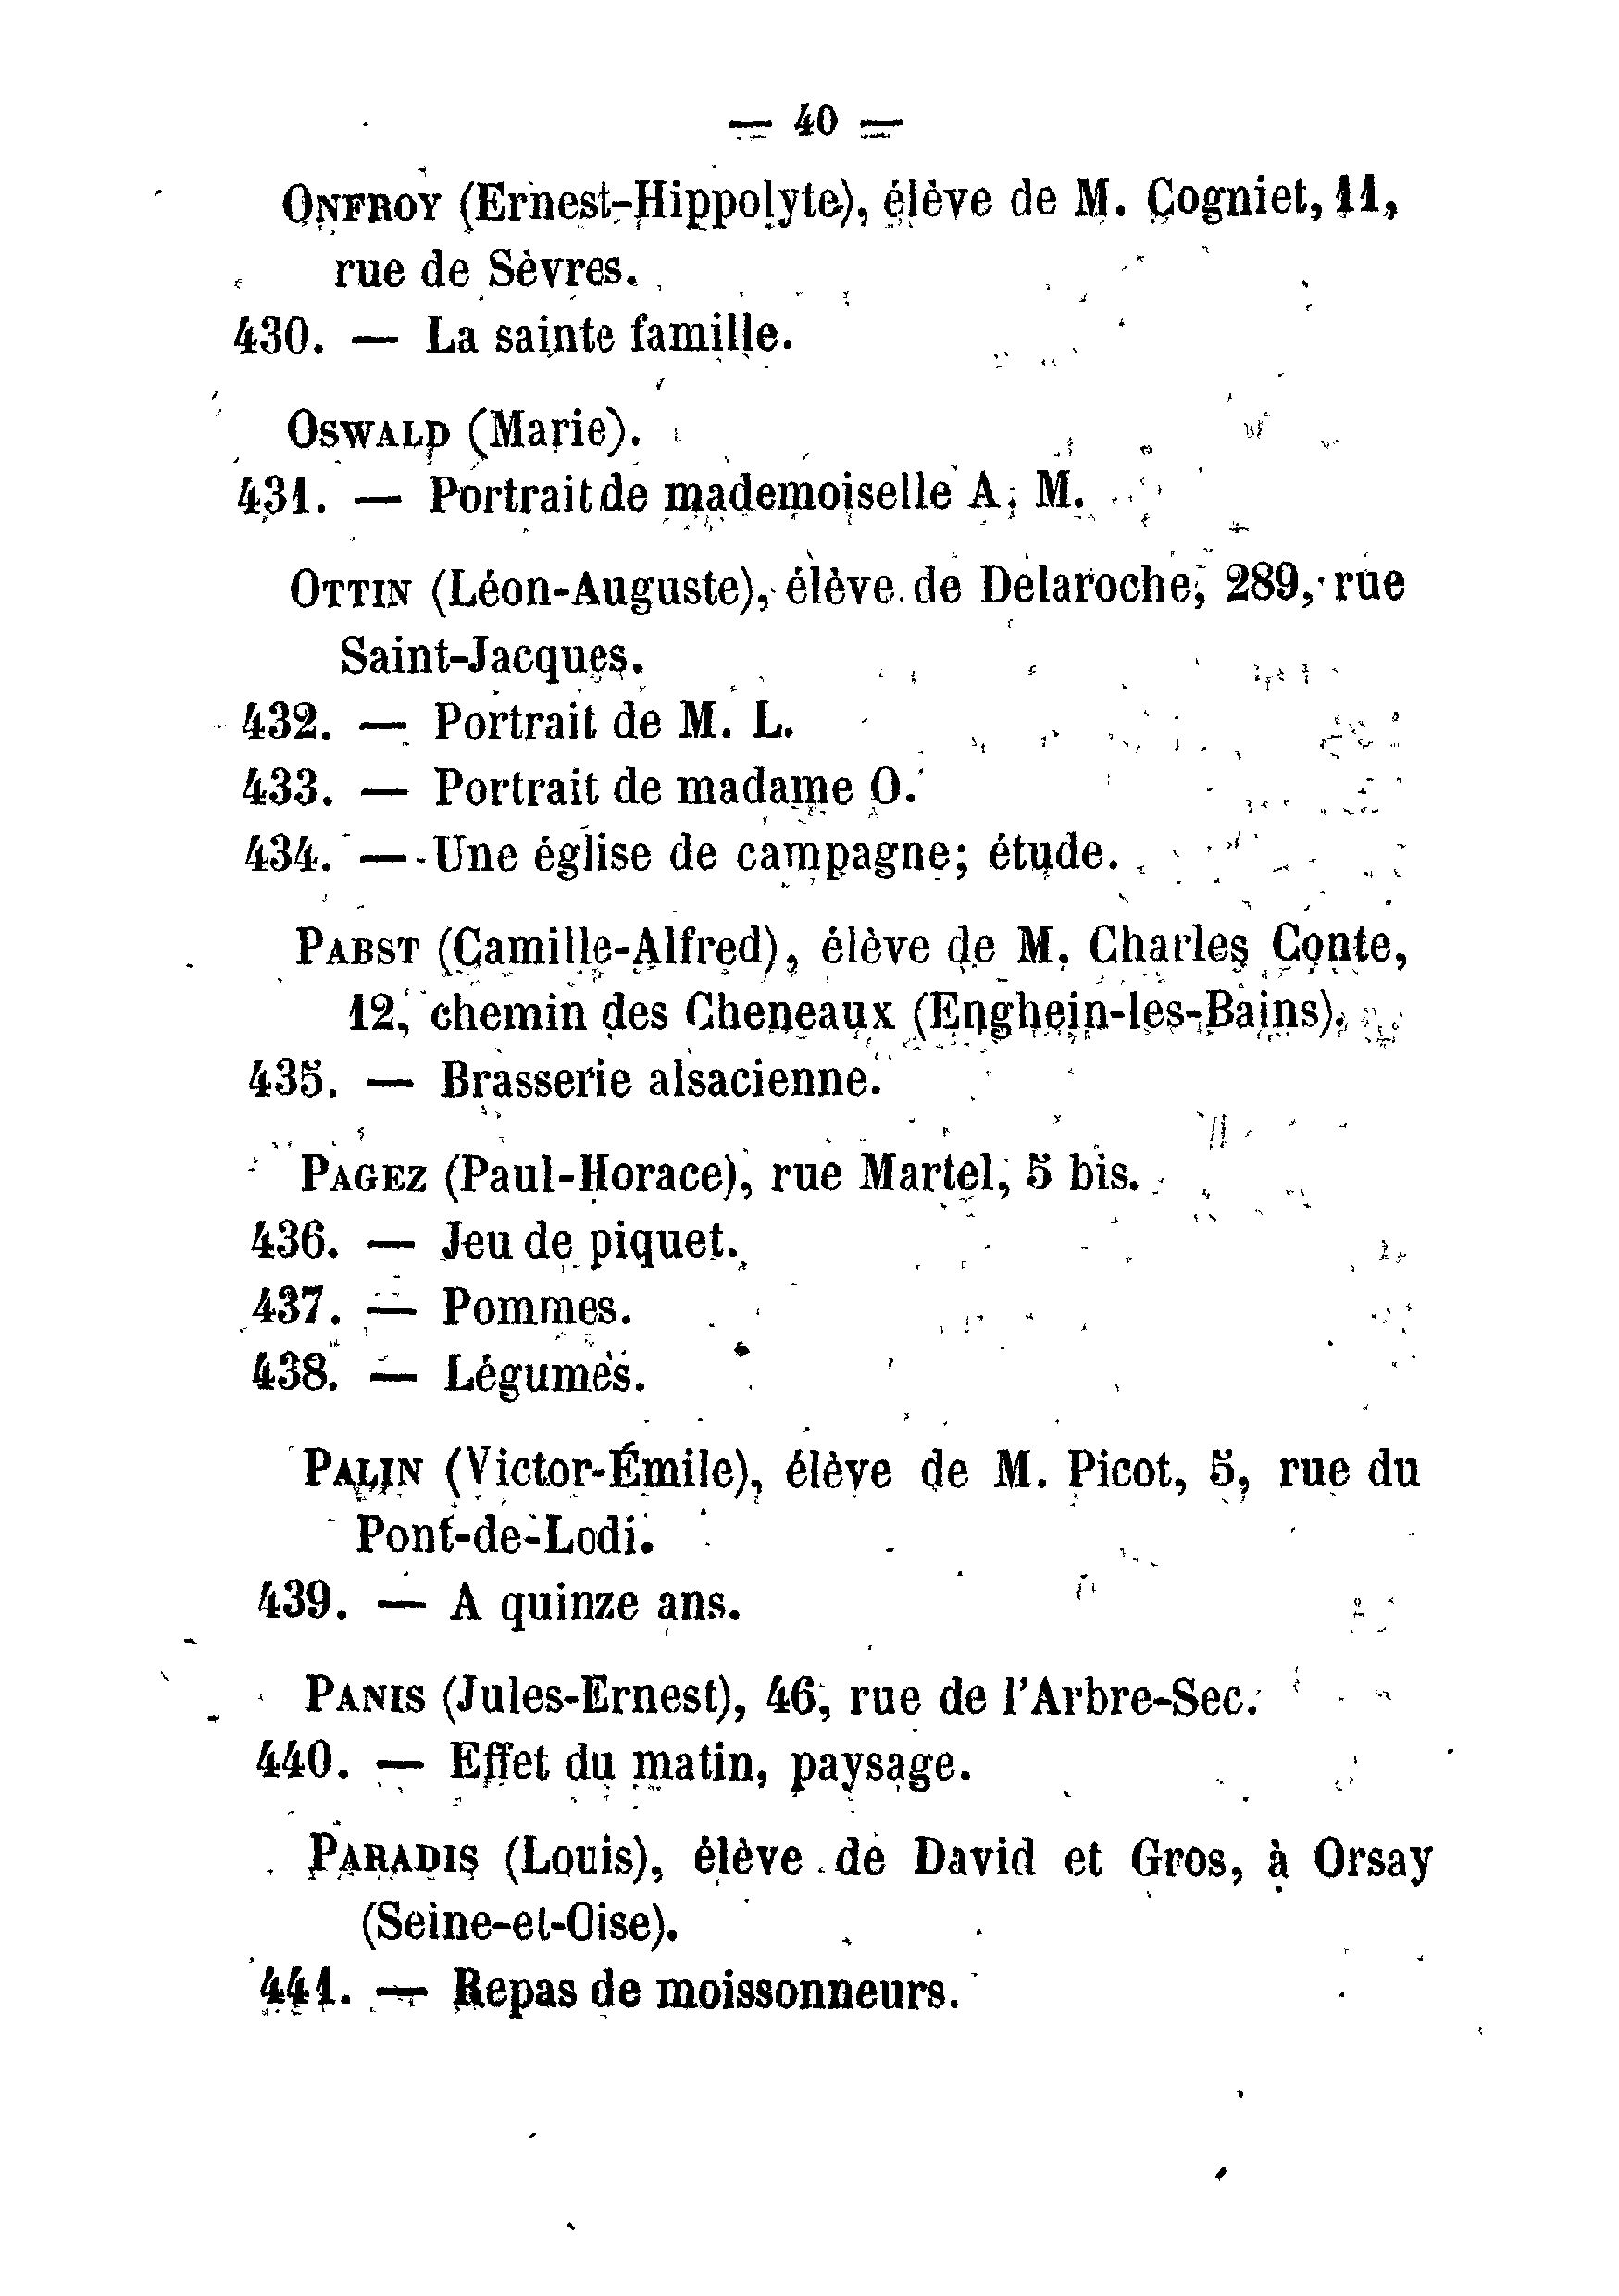 — 40 —
ONFROY (Ernest-Hippolyte), élève de M. Cogniet, 11,
rue de Sèvres.
430. — La sainte famille.
OSWALD (Marie).
431. — Portrait de mademoiselle A. M.
OTTIN (Léon-Auguste), élève de Delaroche, 289, rue
Saint-Jacques.
432. — Portrait de M. L.
433. — Portrait de madame O.
434. — Une église de campagne; étude.
PABST (Camille-Alfred), élève de M. Charles Conte,
12, chemin des Cheneaux (Enghein-les-Bains).
435. — Brasserie alsacienne.
PAGEZ (Paul-Horace), rue Martel, 5 bis.
436. — Jeu de piquet.
437. — Pommes.
438. — Légumes.
PALIN (Victor-Émile), élève de M. Picot, 5, rue du
Pont-de-Lodi.
439. — A quinze ans.
PANIS (Jules-Ernest), 46, rue de l'Arbre-Sec.
440. — Effet du matin, paysage.
PARADIS (Louis), élève de David et Gros, à Orsay
(Seine-et-Oise).
441. — Repas de moissonneurs.